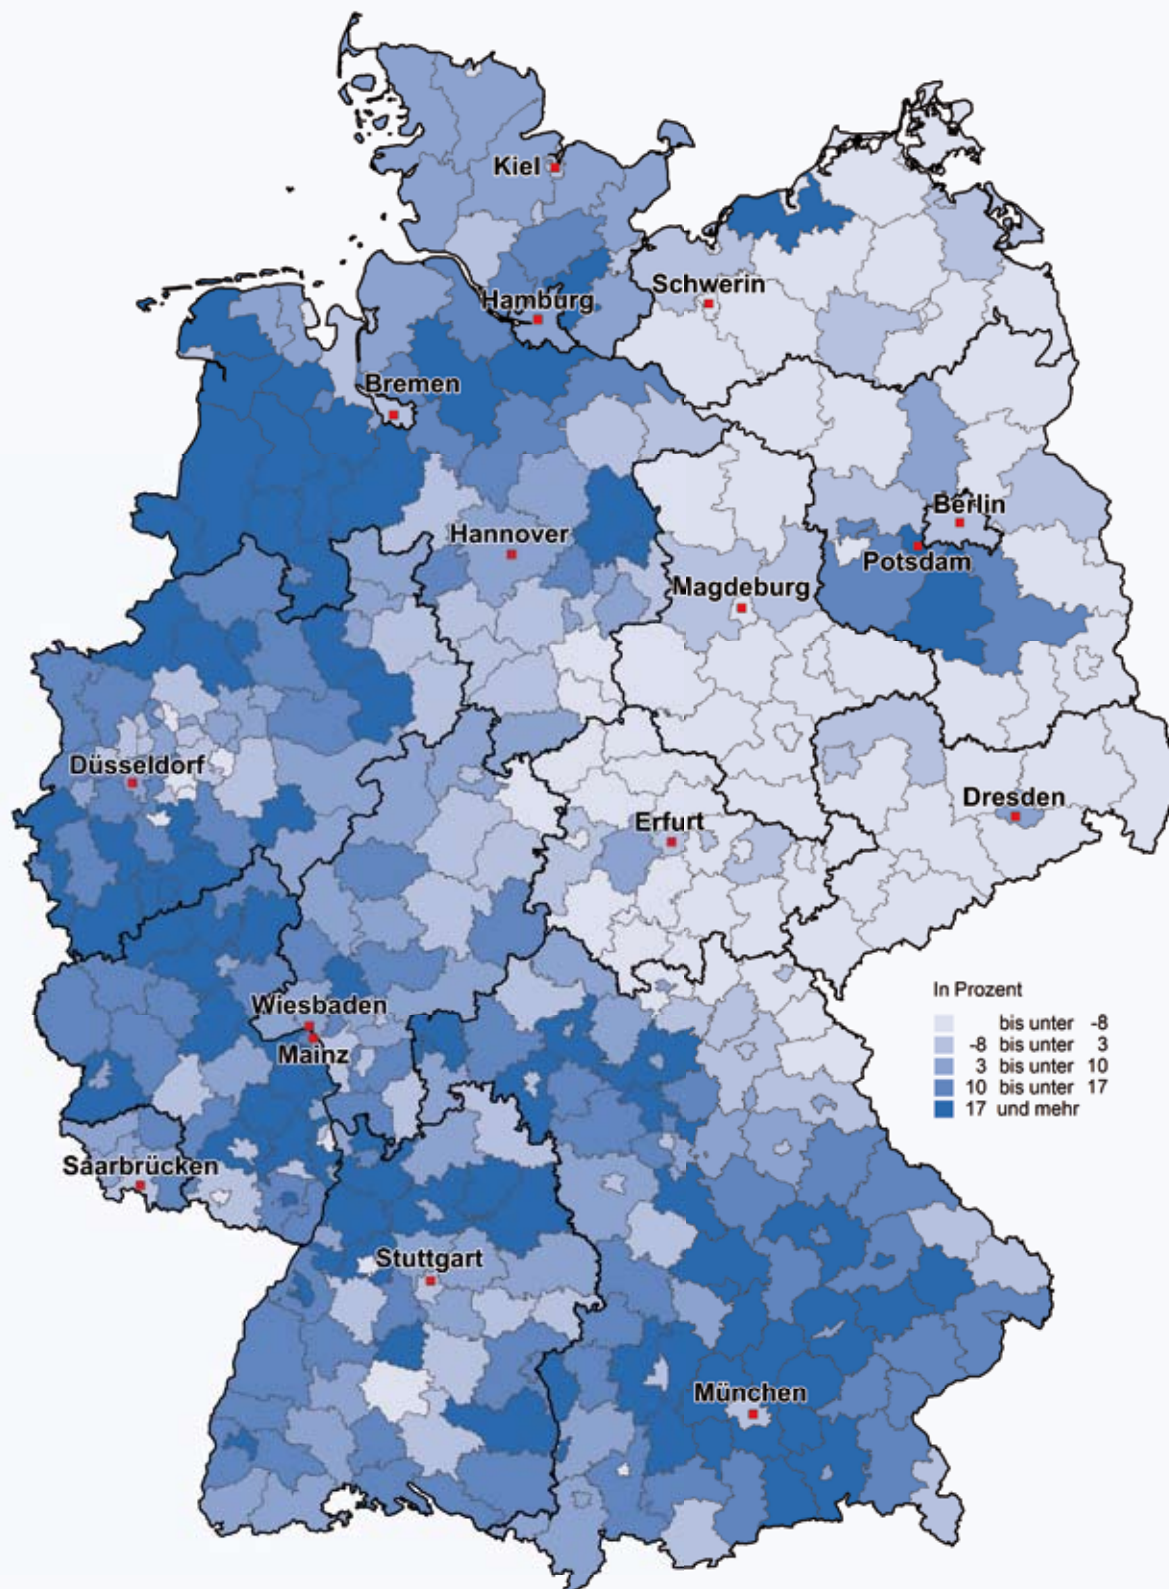 Kiel
Schwerin
Hamburg
Bremen
Berlin
Hannover
Potsdam
Magdeburg
Düsseldorf
Dresden
Erfurt
Wiesbaden
Mainz
In Prozent
bis unter -8
-8 bis unter 3
3 bis unter 10
10 bis unter 17
17 und mehr
Saarbrücken
Stuttgart
München